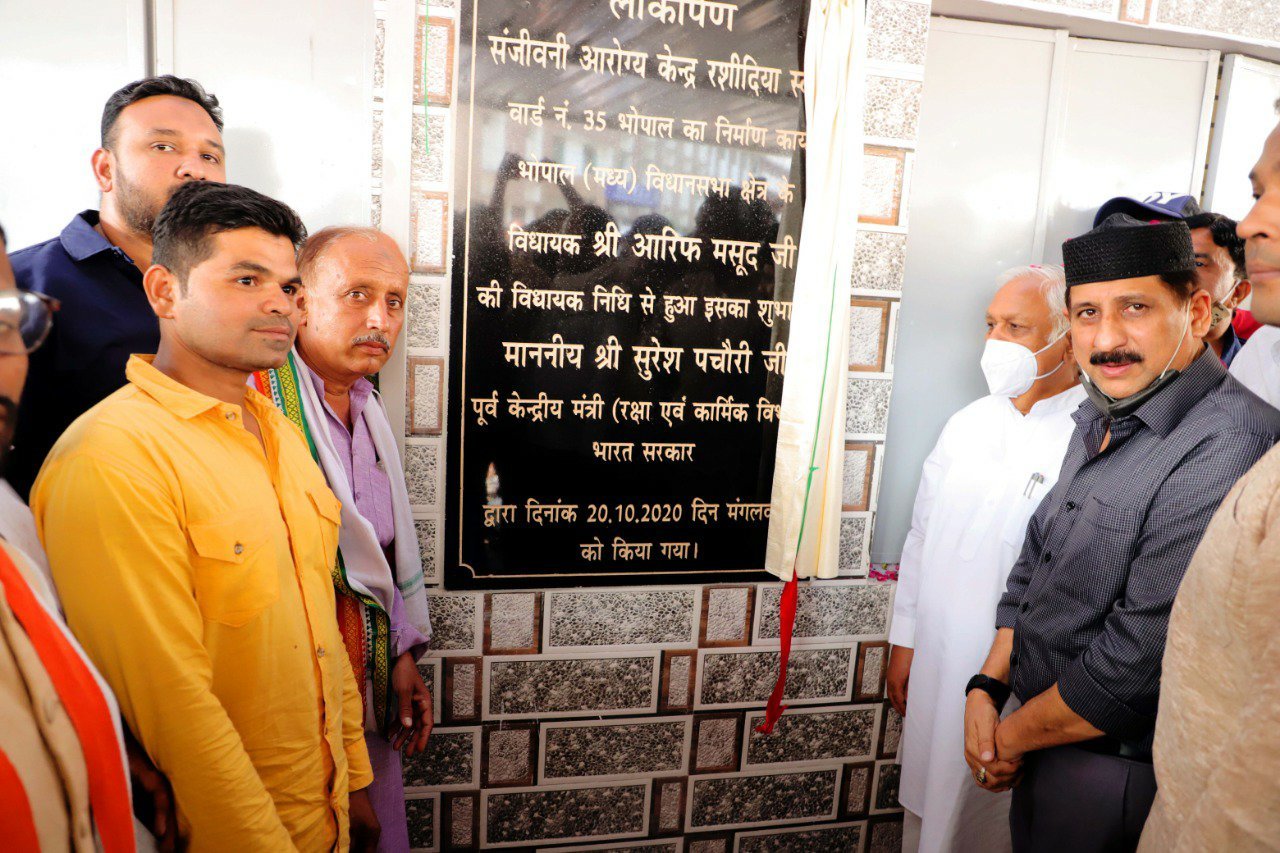 लोकार्पण
संजीवनी आरोग्य केन्द्र रशीदिया
वार्ड नं. 35 भोपाल का निर्माण
भोपाल (मध्य) विधानसभा क्षेत्र के
विधायक श्री आरिफ मसूद जी
की विधायक निधि से हुआ इसका
माननीय श्री सुरेश पचौरी जी
पूर्व केन्द्रीय मंत्री (रक्षा एवं कार्मिक
भारत सरकार
द्वारा दिनांक 20.10.2020 दिन
को किया गया।